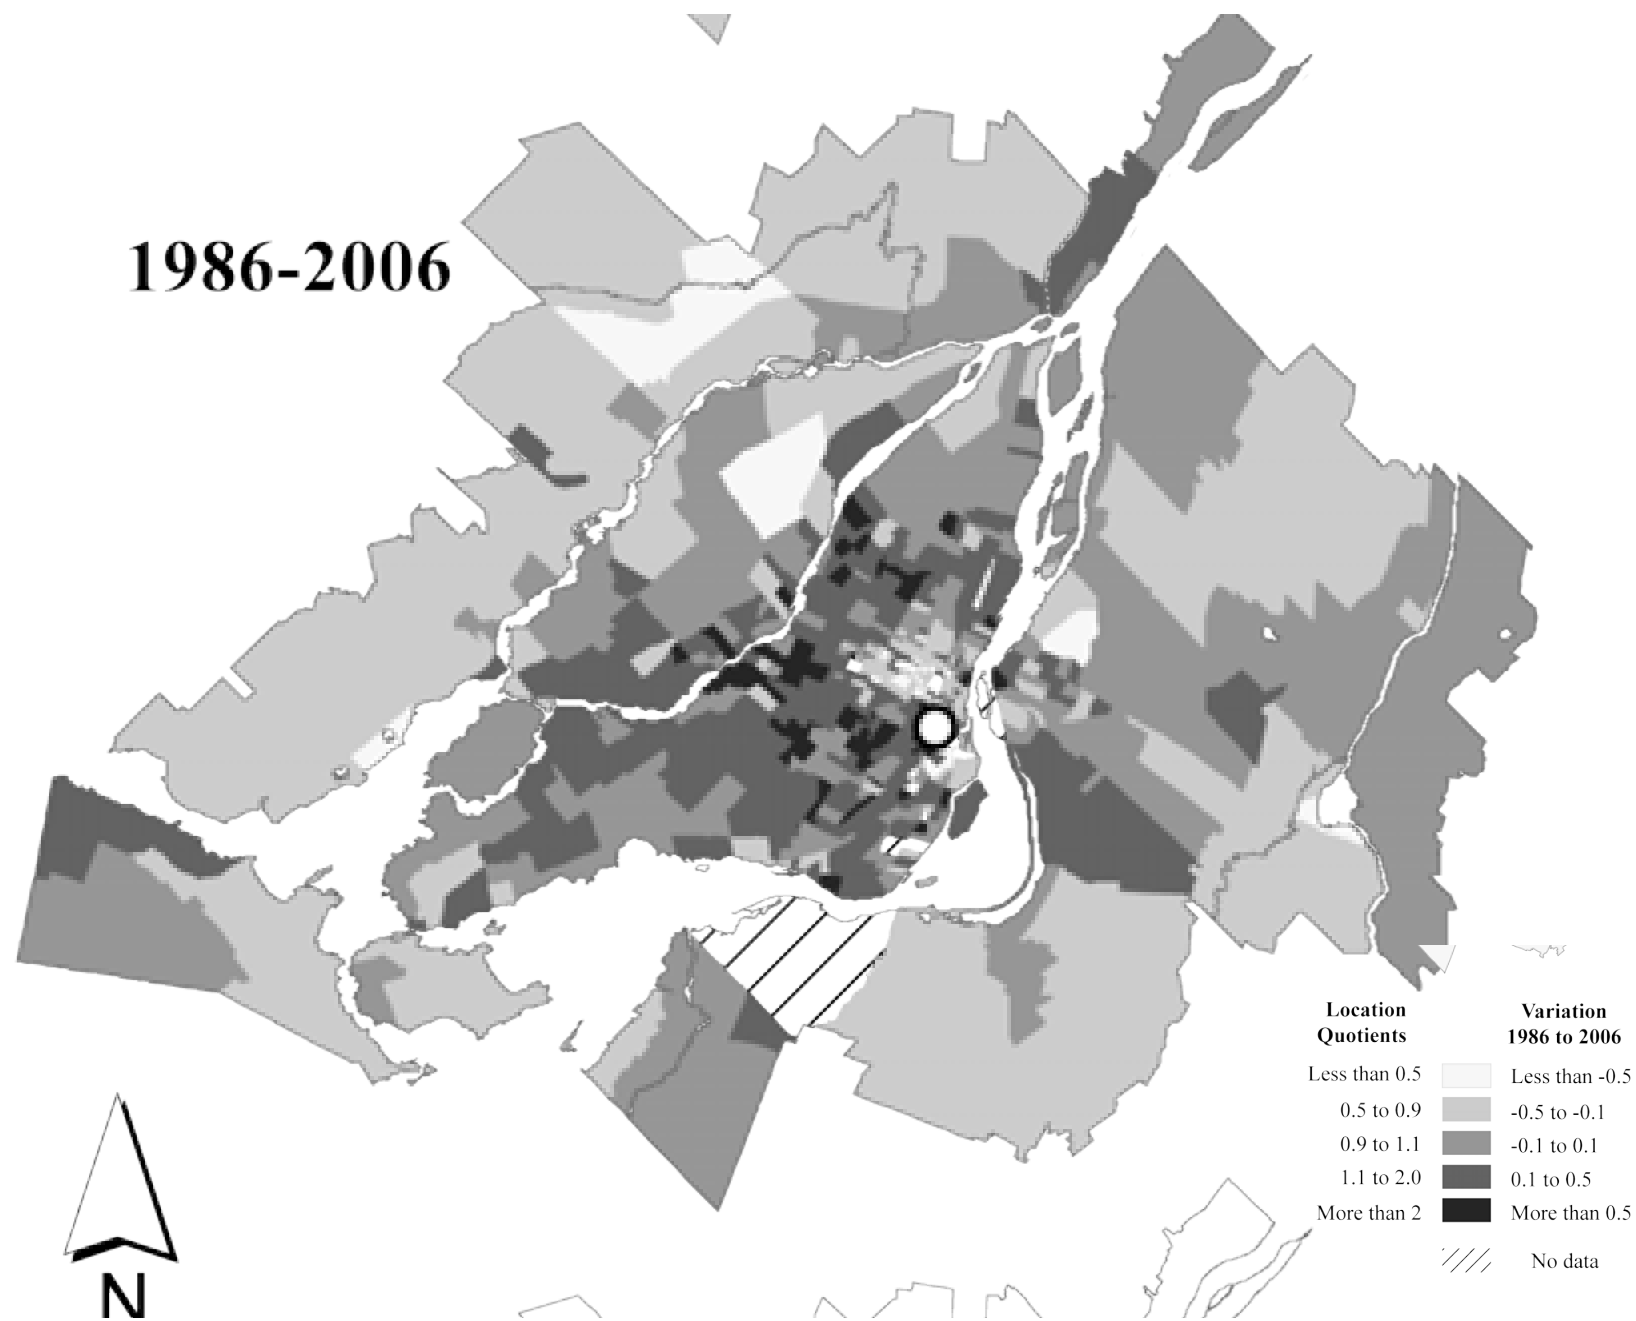 1986-2006
Location Quotients
Variation 1986 to 2006
Less than 0.5
Less than -0.5
0.5 to 0.9
-0.5 to -0.1
0.9 to 1.1
-0.1 to 0.1
1.1 to 2.0
0.1 to 0.5
More than 2
More than 0.5
No data
N